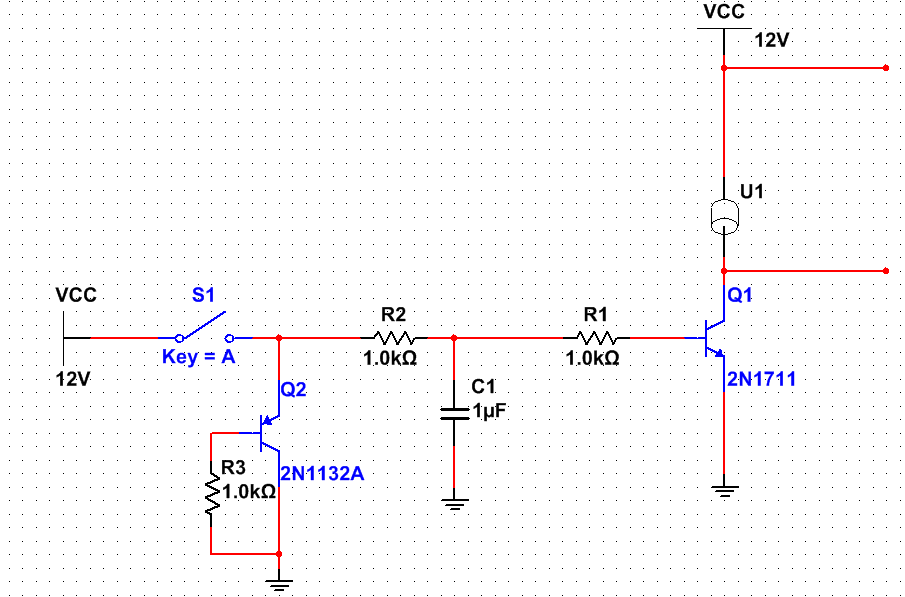 VCC
12V
U1
VCC
S1
Key = A
12V
R2
1.0kΩ
R1
1.0kΩ
Q1
2N1711
C1
1µF
Q2
2N1132A
R3
1.0kΩ